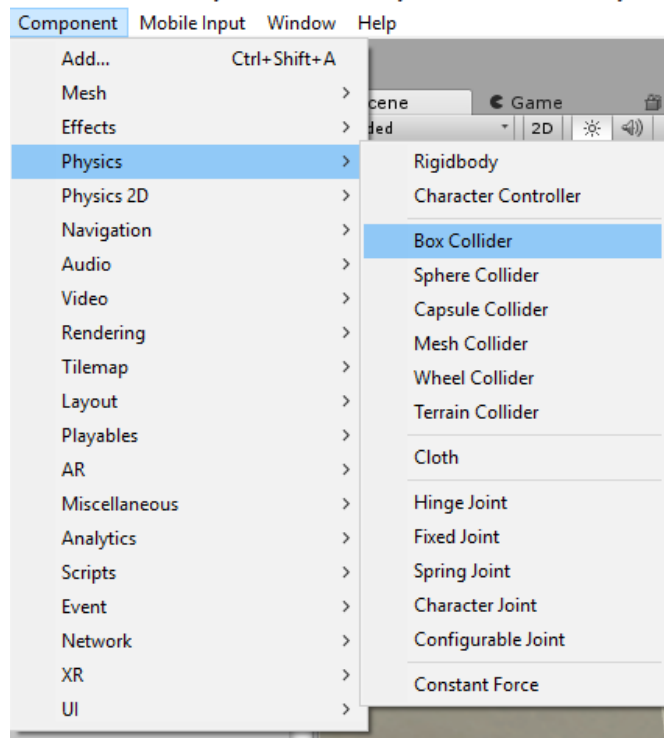 Component Mobile Input Window Help
Add... Ctrl+Shift+A
Mesh
Effects
Physics
Physics 2D
Navigation
Audio
Video
Rendering
Tilemap
Layout
Playables
AR
Miscellaneous
Analytics
Scripts
Event
Network
XR
UI
cene Game
ded 2D
Rigidbody
Character Controller
Box Collider
Sphere Collider
Capsule Collider
Mesh Collider
Wheel Collider
Terrain Collider
Cloth
Hinge Joint
Fixed Joint
Spring Joint
Character Joint
Configurable Joint
Constant Force